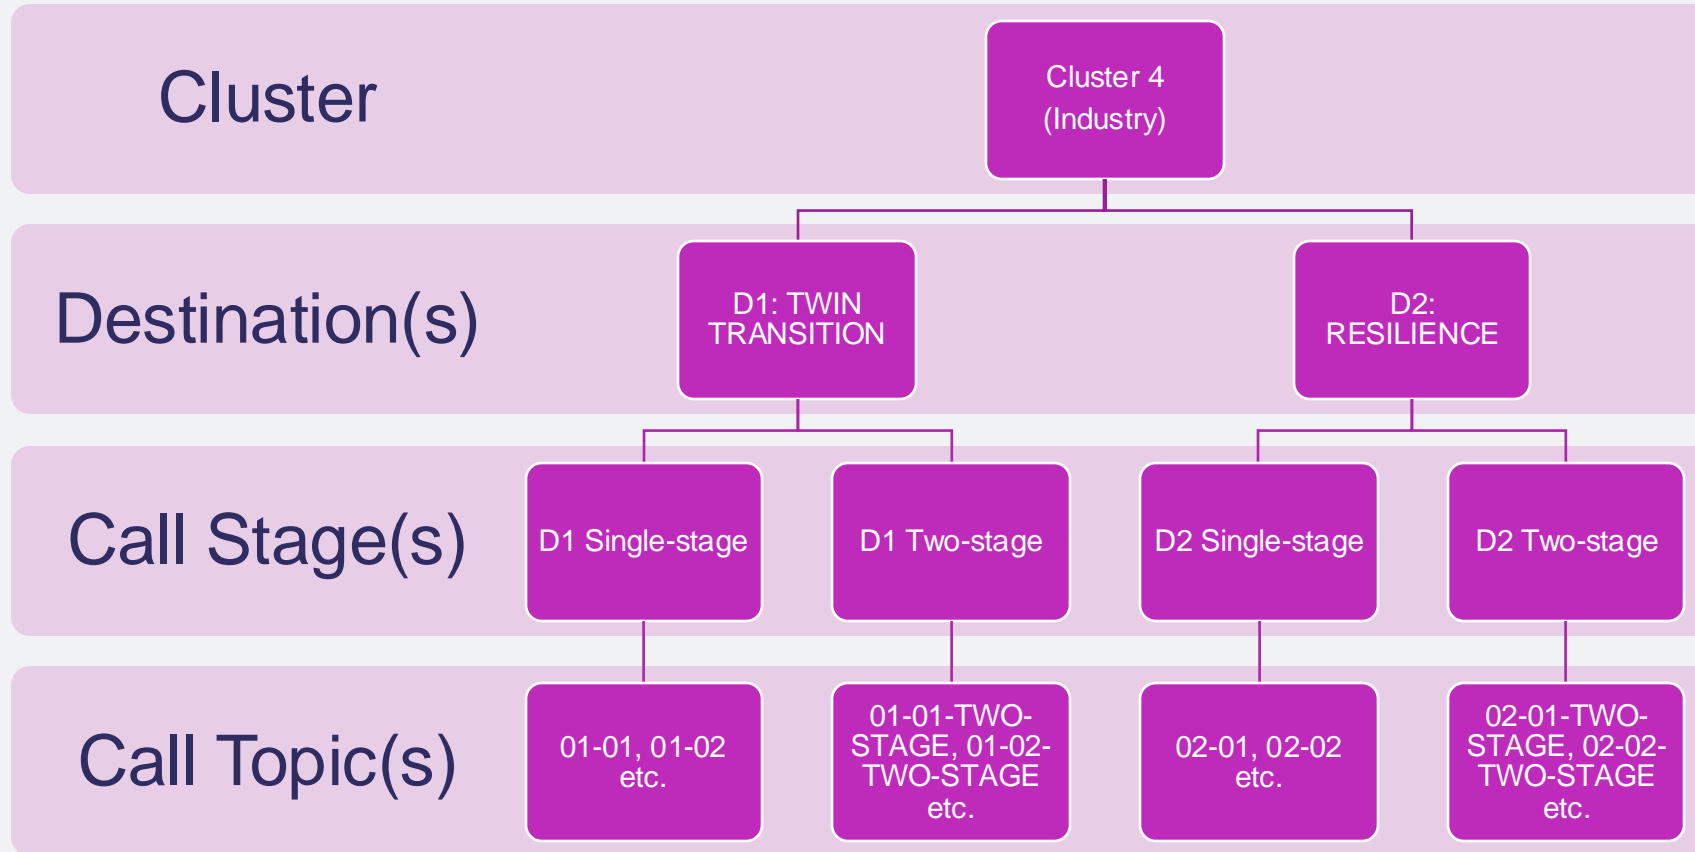 Cluster
Cluster 4
(Industry)
Destination(s)
D1: TWIN
TRANSITION
D2:
RESILIENCE
Call Stage(s)
D1 Single-stage
D1 Two-stage
D2 Single-stage
D2 Two-stage
Call Topic(s)
01-01, 01-02
etc.
01-01-TWO-
STAGE, 01-02-
TWO-STAGE
etc.
02-01, 02-02
etc.
02-01-TWO-
STAGE, 02-02-
TWO-STAGE
etc.